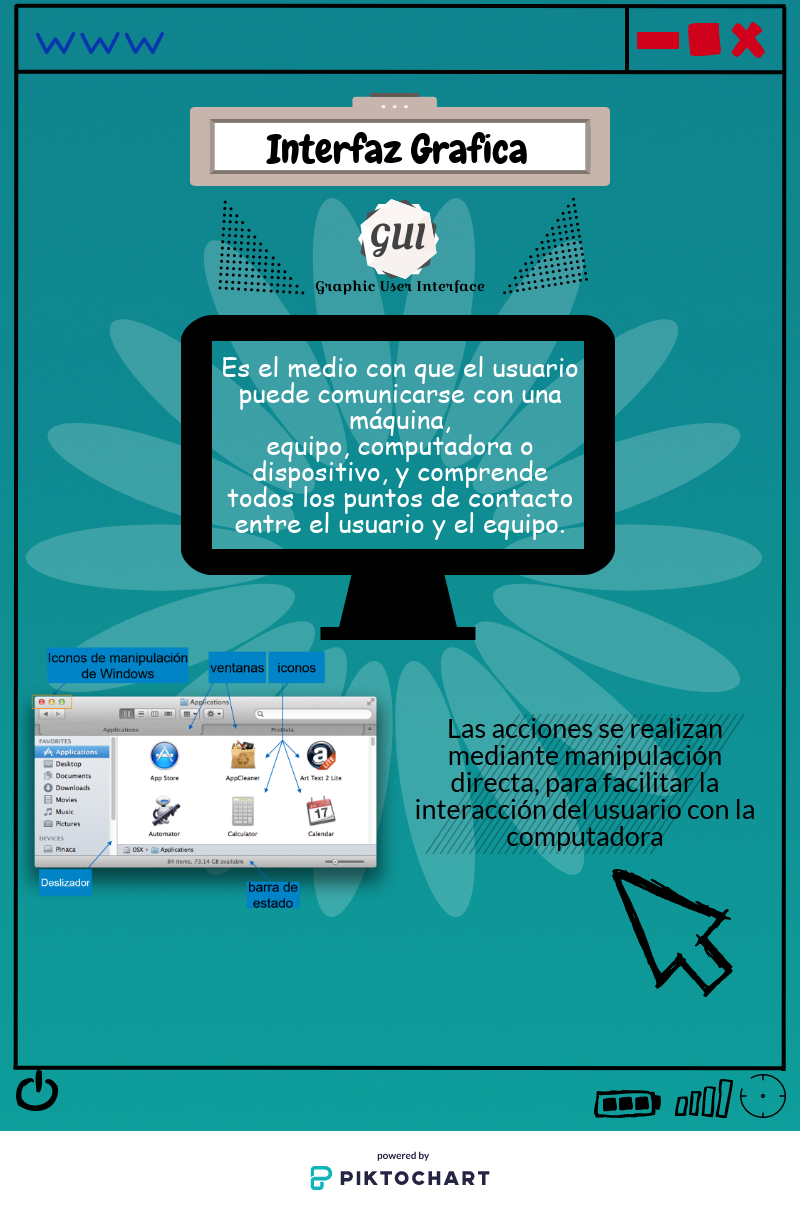 WWW
Interfaz Grafica
GUI
Graphic User Interface
Es el medio con que el usuario
puede comunicarse con una
máquina,
equipo, computadora o
dispositivo, y comprende
todos los puntos de contacto
entre el usuario y el equipo.
Iconos de manipulación
de Windows
ventanas
iconos
Applications
Applications
ProData
FAVORITES
Applications
Desktop
Documents
Downloads
Movies
Music
Pictures
DEVICES
Pinaca
App Store
AppCleaner
Art Text 2 Lite
LITE
17
Automator
Calculator
Calendar
OSX
Applications
84 items, 73.14 GB available
Deslizador
barra de
estado
Las acciones se realizan
mediante manipulación
directa, para facilitar la
interacción del usuario con la
computadora
powered by
PIKTOCHART